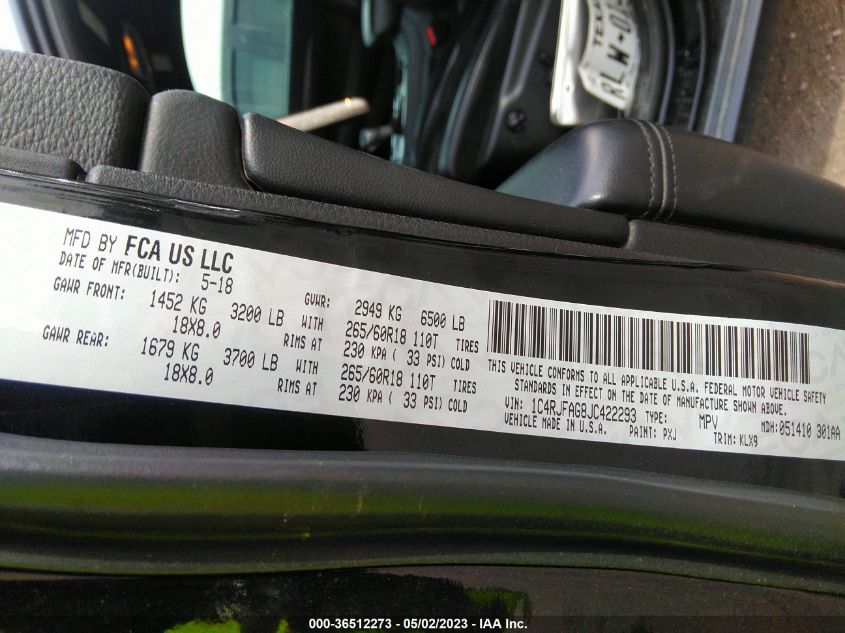 TEXAS
RLW-0
MFD BY FCA US LLC
DATE OF MFR(BUILT): 5-18
GAWR FRONT: 1452 KG 3200 LB WITH
18X8.0 RIMS AT
GAWR REAR: 1679 KG 3700 LB WITH
18X8.0 RIMS AT
GVWR: 2949 KG 6500 LB
265/60R18 110T TIRES
230 KPA ( 33 PSI) COLD
265/60R18 110T TIRES
230 KPA ( 33 PSI) COLD
THIS VEHICLE CONFORMS TO ALL APPLICABLE U.S.A. FEDERAL MOTOR VEHICLE SAFETY
STANDARDS IN EFFECT ON THE DATE OF MANUFACTURE SHOWN ABOVE.
VIN: 1C4RJFAG8JC422293 TYPE: MPV MDH: 051410 301AA
VEHICLE MADE IN U.S.A. PAINT: PXJ TRIM: KLX9
000-36512273 - 05/02/2023 - IAA Inc.